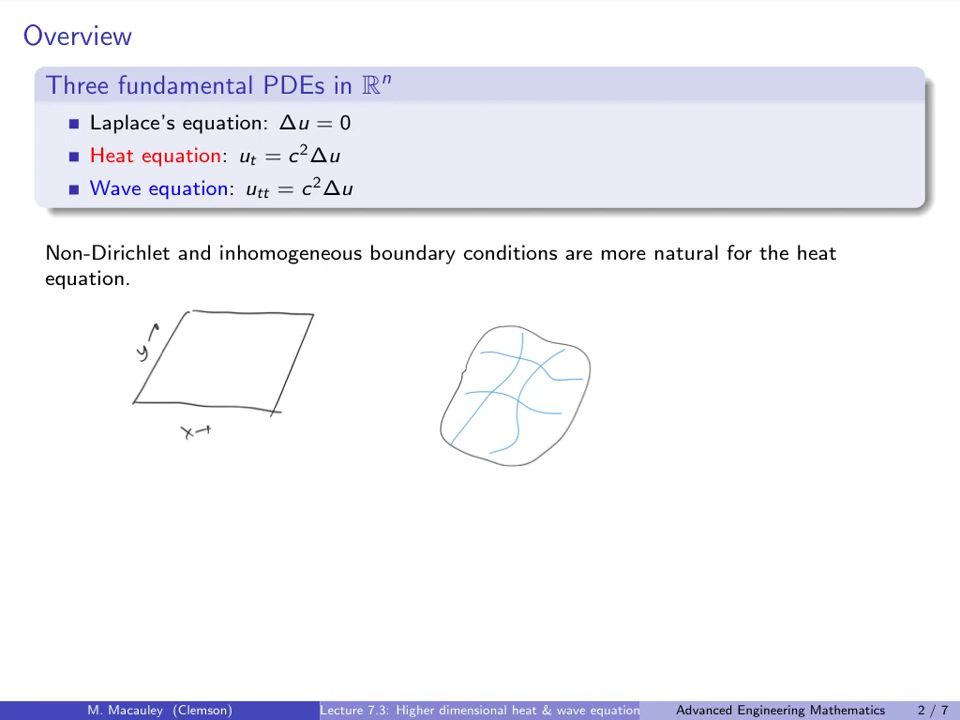 Overview
Three fundamental PDEs in ℝⁿ
Laplace's equation: Δu = 0
Heat equation: uₜ = c²Δu
Wave equation: uₜₜ = c²Δu
Non-Dirichlet and inhomogeneous boundary conditions are more natural for the heat
equation.
y→
x→
M. Macauley (Clemson) Lecture 7.3: Higher dimensional heat & wave equation Advanced Engineering Mathematics 2 / 7